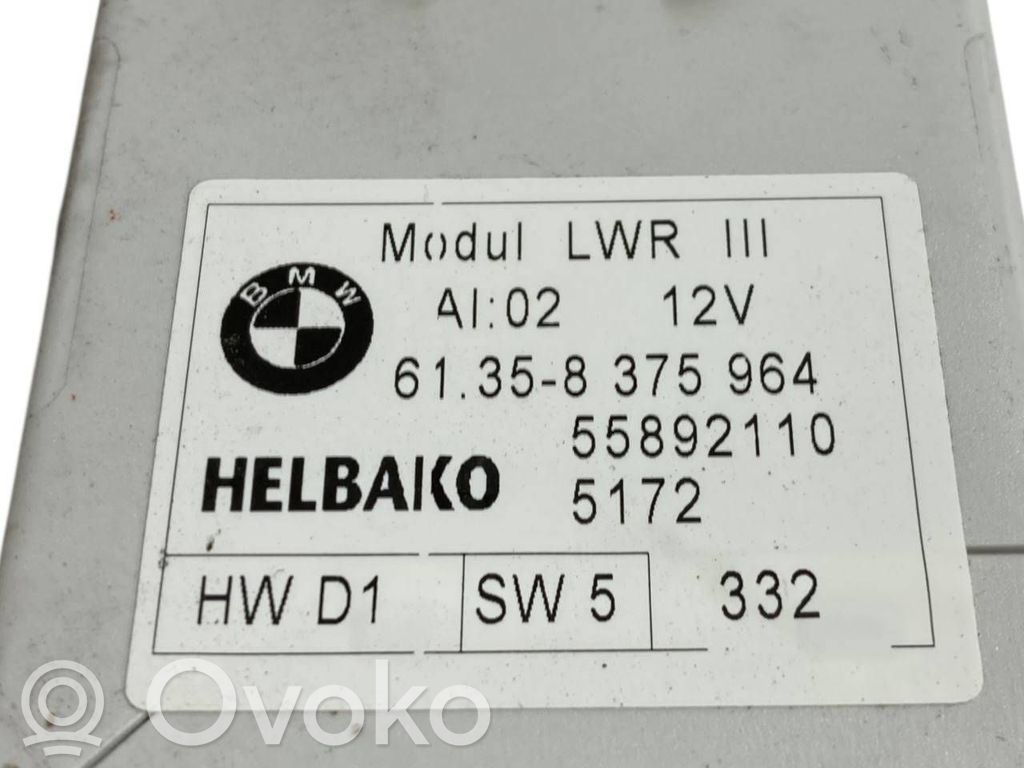 Modul LWR III
BMW
AI:02 12V
61.35-8 375 964
55892110
HELBAKO
5172
HW D1 SW 5 332
Ovoko